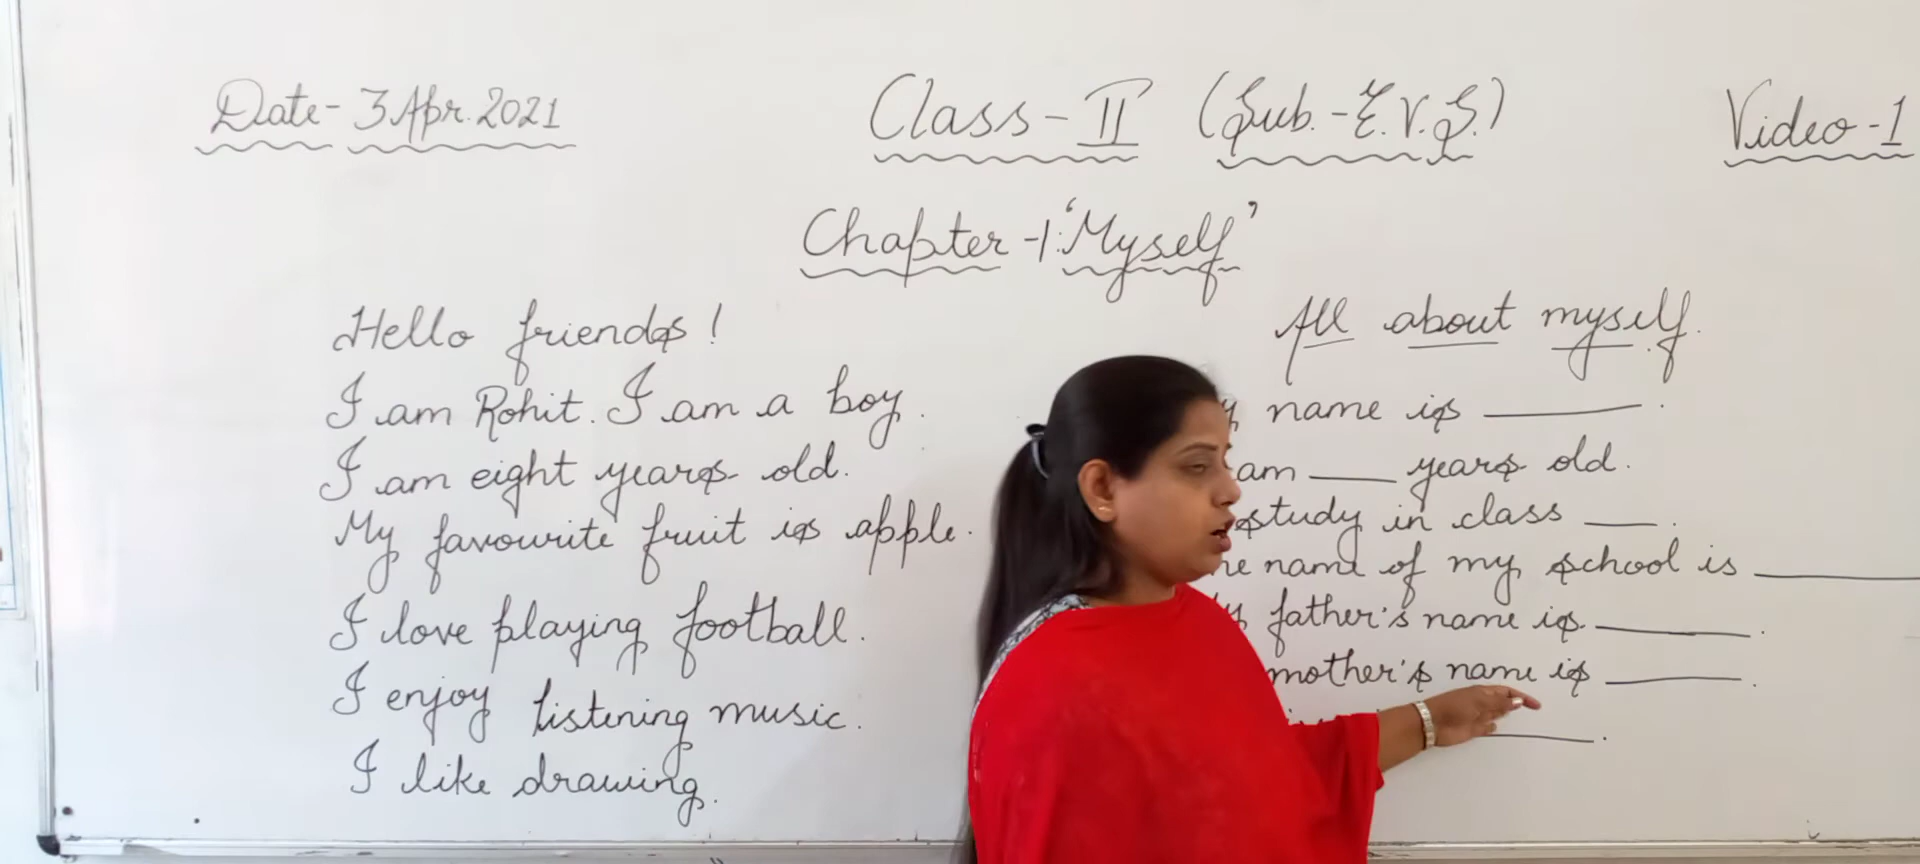 Date- 3 Apr. 2021
Class - II (Sub. - E.V.S.)
Video -1
Chapter -1 'Myself'
Hello friends!
I am Rohit. I am a boy.
I am eight years old.
My favourite fruit is apple.
I love playing football.
I enjoy listening music.
I like drawing.
All about myself.
name is ______.
am ____ years old.
study in class ___.
name of my school is ______
father's name is ______.
mother's name is ______.
______.